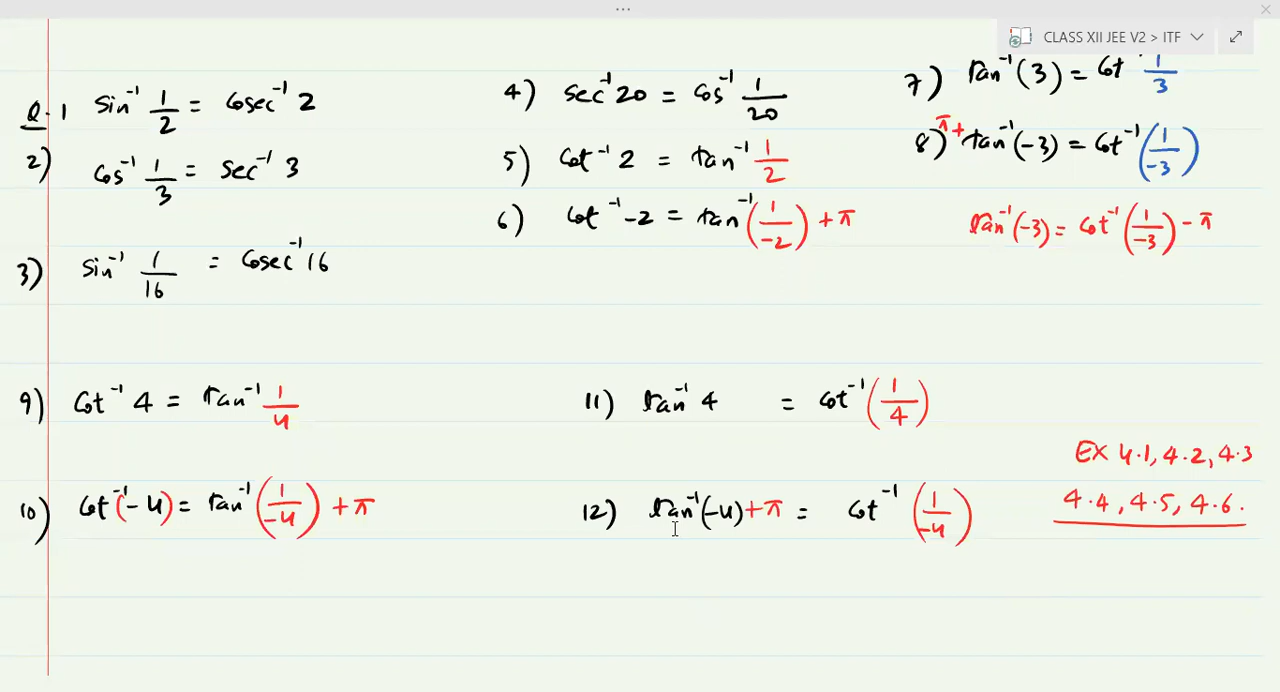 CLASS XII JEE V2 > ITF
Q.1 sin⁻¹ 1/2 = cosec⁻¹ 2
2) cos⁻¹ 1/3 = sec⁻¹ 3
3) sin⁻¹ 1/16 = cosec⁻¹ 16
4) sec⁻¹ 20 = cos⁻¹ 1/20
5) cot⁻¹ 2 = tan⁻¹ 1/2
6) cot⁻¹ -2 = tan⁻¹ (1/-2) + π
7) tan⁻¹ (3) = cot⁻¹ 1/3
8) π + tan⁻¹ (-3) = cot⁻¹ (1/-3)
tan⁻¹ (-3) = cot⁻¹ (1/-3) - π
9) cot⁻¹ 4 = tan⁻¹ 1/4
10) cot⁻¹ (-4) = tan⁻¹ (1/-4) + π
11) tan⁻¹ 4 = cot⁻¹ (1/4)
12) tan⁻¹ (-4) + π = cot⁻¹ (1/-4)
EX 4.1, 4.2, 4.3
4.4, 4.5, 4.6.